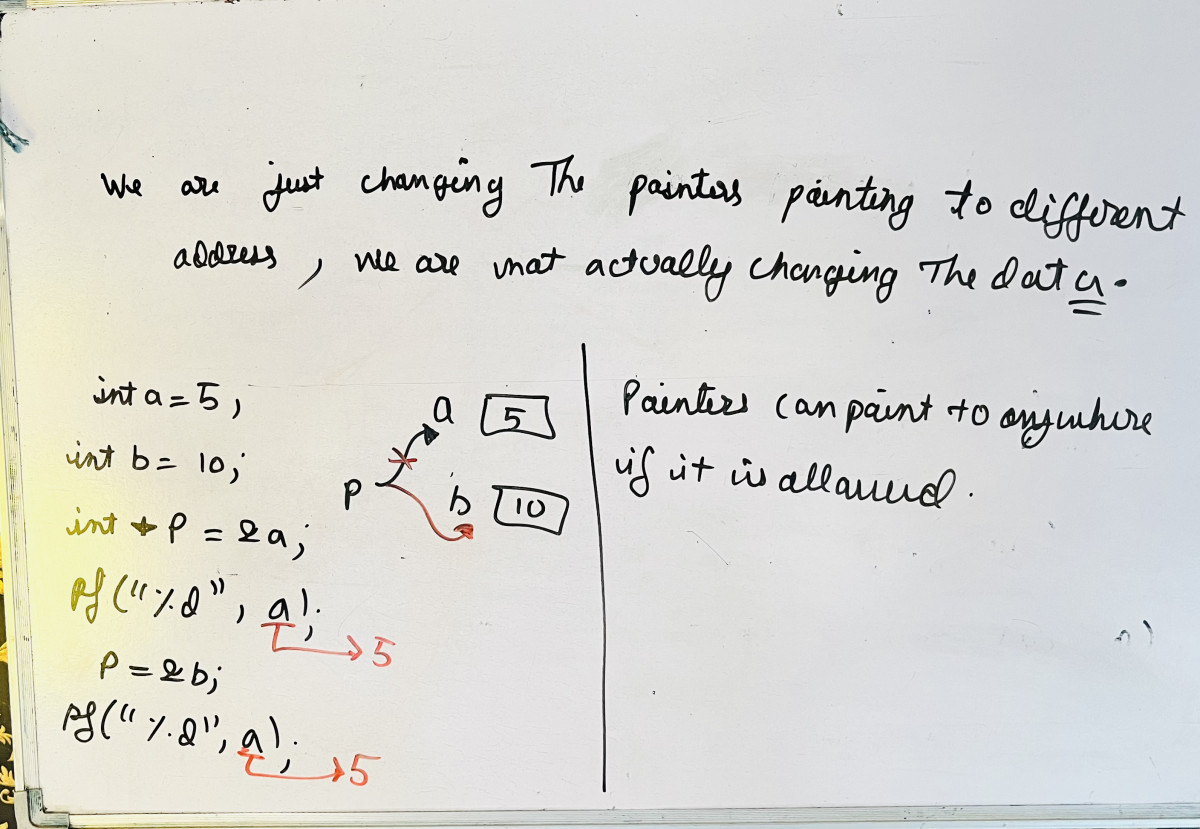 We are just changing The painters painting to different
address, we are not actually changing The data.
int a = 5;
int b = 10;
int * P = &a;
Pf("%d", a);
5
P = &b;
Pf("%d", a);
5
a 5
P
b 10
Painters can paint to anywhere
if it is allowed.